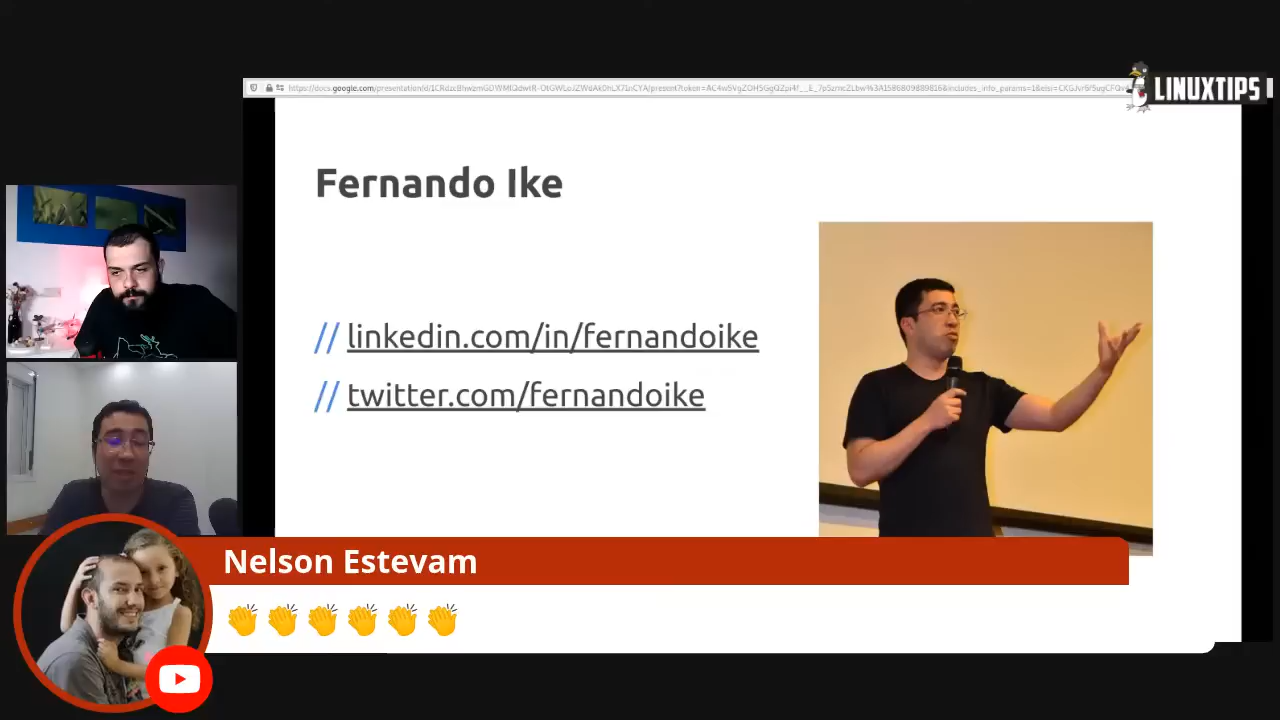 LINUXTIPS
Fernando Ike
// linkedin.com/in/fernandoike
// twitter.com/fernandoike
Nelson Estevam
👏👏👏👏👏👏